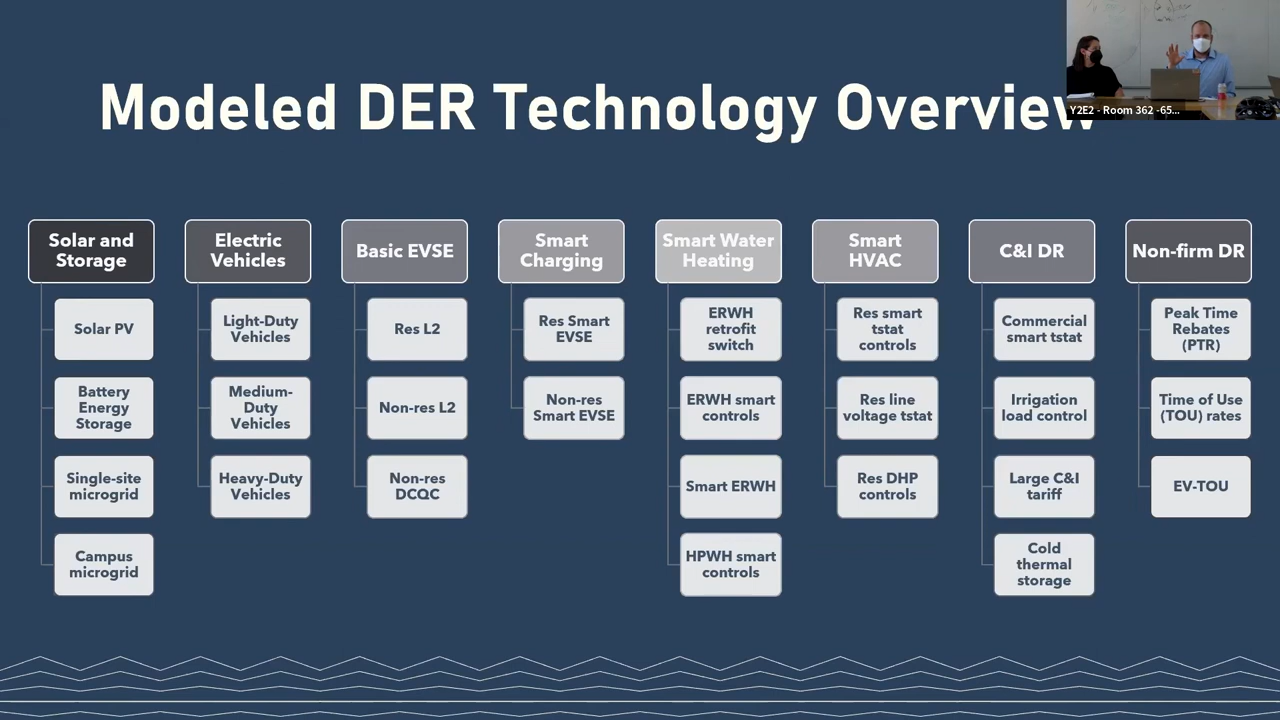 Modeled DER Technology Overview
Y2E2 - Room 362 -65...
Solar and
Storage
Solar PV
Battery
Energy
Storage
Single-site
microgrid
Campus
microgrid
Electric
Vehicles
Light-Duty
Vehicles
Medium-
Duty
Vehicles
Heavy-Duty
Vehicles
Basic EVSE
Res L2
Non-res L2
Non-res
DCQC
Smart
Charging
Res Smart
EVSE
Non-res
Smart EVSE
Smart Water
Heating
ERWH
retrofit
switch
ERWH smart
controls
Smart ERWH
HPWH smart
controls
Smart
HVAC
Res smart
tstat
controls
Res line
voltage tstat
Res DHP
controls
C&I DR
Commercial
smart tstat
Irrigation
load control
Large C&I
tariff
Cold
thermal
storage
Non-firm DR
Peak Time
Rebates
(PTR)
Time of Use
(TOU) rates
EV-TOU